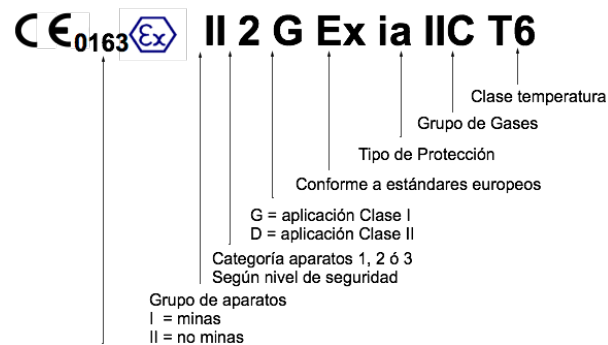 CE0163 Ex II 2 G Ex ia IIC T6
Clase temperatura
Grupo de Gases
Tipo de Protección
Conforme a estándares europeos
G = aplicación Clase I
D = aplicación Clase II
Categoría aparatos 1, 2 ó 3
Según nivel de seguridad
Grupo de aparatos
I = minas
II = no minas